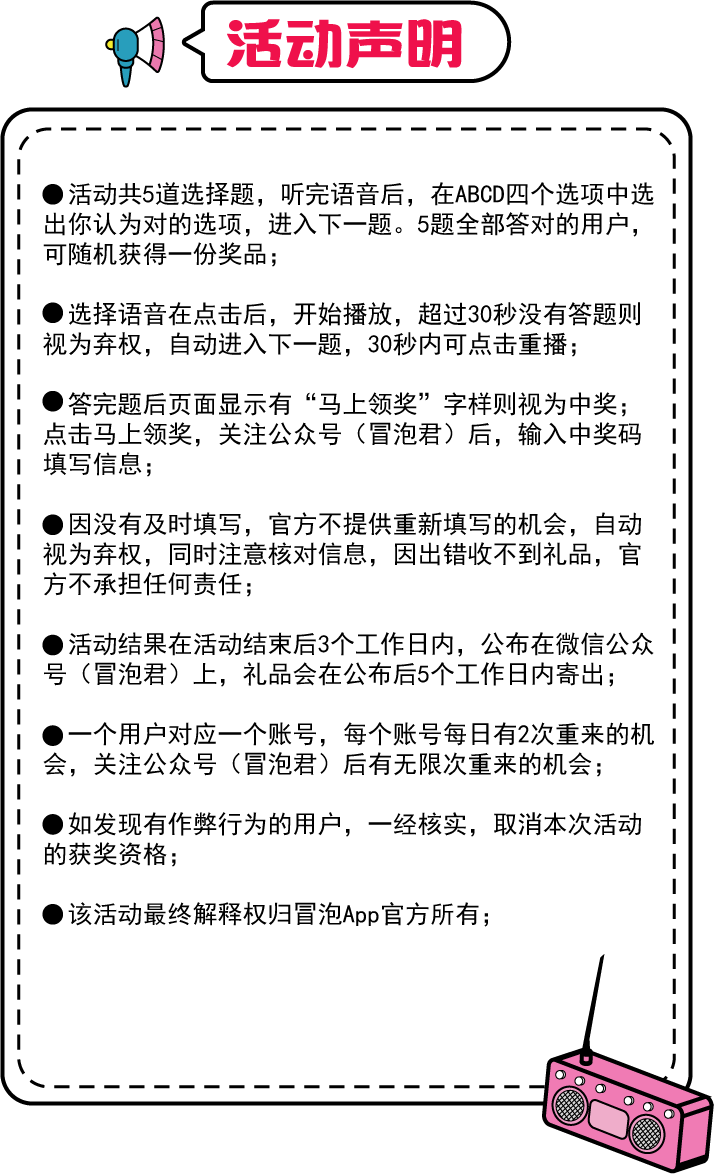 活动声明
●活动共5道选择题，听完语音后，在ABCD四个选项中选
出你认为对的选项，进入下一题。5题全部答对的用户，
可随机获得一份奖品；
●选择语音在点击后，开始播放，超过30秒没有答题则
视为弃权，自动进入下一题，30秒内可点击重播；
●答完题后页面显示有“马上领奖”字样则视为中奖；
点击马上领奖，关注公众号（冒泡君）后，输入中奖码
填写信息；
●因没有及时填写，官方不提供重新填写的机会，自动
视为弃权，同时注意核对信息，因出错收不到礼品，官
方不承担任何责任；
●活动结果在活动结束后3个工作日内，公布在微信公众
号（冒泡君）上，礼品会在公布后5个工作日内寄出；
●一个用户对应一个账号，每个账号每日有2次重来的机
会，关注公众号（冒泡君）后有无限次重来的机会；
●如发现有作弊行为的用户，一经核实，取消本次活动
的获奖资格；
●该活动最终解释权归冒泡App官方所有；